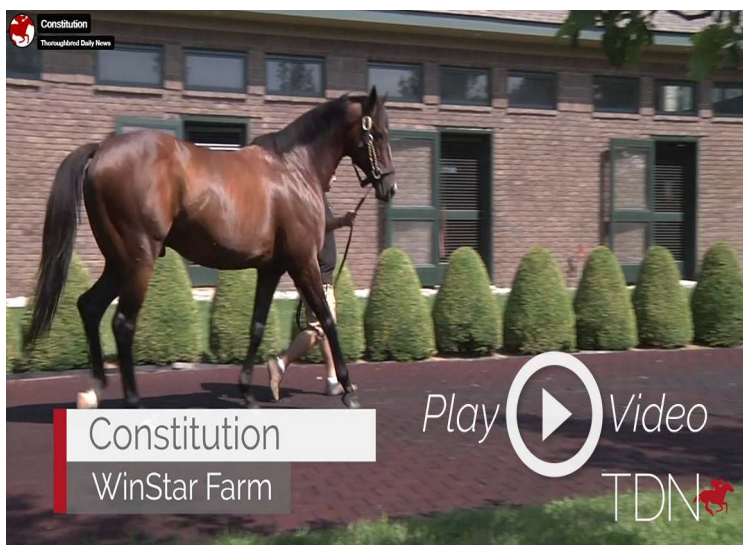 Constitution
Thoroughbred Daily News
Play Video
Constitution
WinStar Farm
TDN